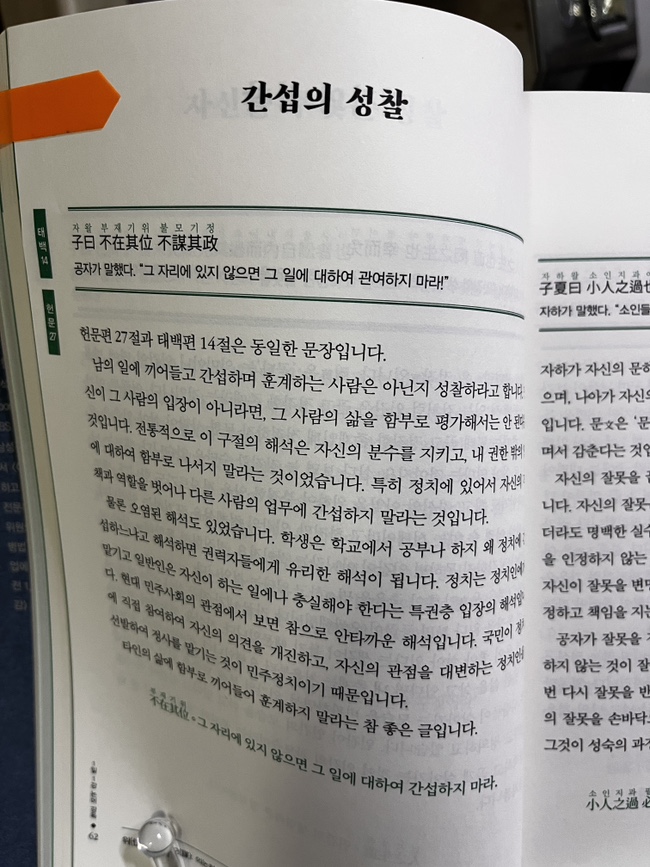 간섭의 성찰
태백 14
자왈 부재기위 불모기정
子曰 不在其位 不謀其政
공자가 말했다. “그 자리에 있지 않으면 그 일에 대하여 관여하지 마라!”
헌문 27
헌문편 27절과 태백편 14절은 동일한 문장입니다.
남의 일에 끼어들고 간섭하며 훈계하는 사람은 아닌지 성찰하라고 합니다.
신이 그 사람의 입장이 아니라면, 그 사람의 삶을 함부로 평가해서는 안 된다
것입니다. 전통적으로 이 구절의 해석은 자신의 분수를 지키고, 내 권한 밖의
에 대하여 함부로 나서지 말라는 것이었습니다. 특히 정치에 있어서 자신의
책과 역할을 벗어나 다른 사람의 업무에 간섭하지 말라는 것입니다.
물론 오염된 해석도 있었습니다. 학생은 학교에서 공부나 하지 왜 정치에
섭하느냐고 해석하면 권력자들에게 유리한 해석이 됩니다. 정치는 정치인에게
맡기고 일반인은 자신이 하는 일에나 충실해야 한다는 특권층 입장의 해석입
다. 현대 민주사회의 관점에서 보면 참으로 안타까운 해석입니다. 국민이
에 직접 참여하여 자신의 의견을 개진하고, 자신의 관점을 대변하는 정치인
선발하여 정사를 맡기는 것이 민주정치이기 때문입니다.
타인의 삶에 함부로 끼어들어 훈계하지 말라는 참 좋은 글입니다.
부재기위
不在其位 그 자리에 있지 않으면 그 일에 대하여 간섭하지 마라.
62
자하왈 소인지과
子夏曰 小人之過
자하가 말했다. “소인들
자하가 자신의 문하
으며, 나아가 자신의
입니다. 문文은 ‘문
며서 감춘다는 것입
자신의 잘못을
니다. 자신의 잘못
더라도 명백한 실수
을 인정하지 않는
자신이 잘못을 변명
정하고 책임을 지는
공자가 잘못을
하지 않는 것이 잘
번 다시 잘못을 반
의 잘못을 손바닥
그것이 성숙의 과정
소인지과 필
小人之過 必